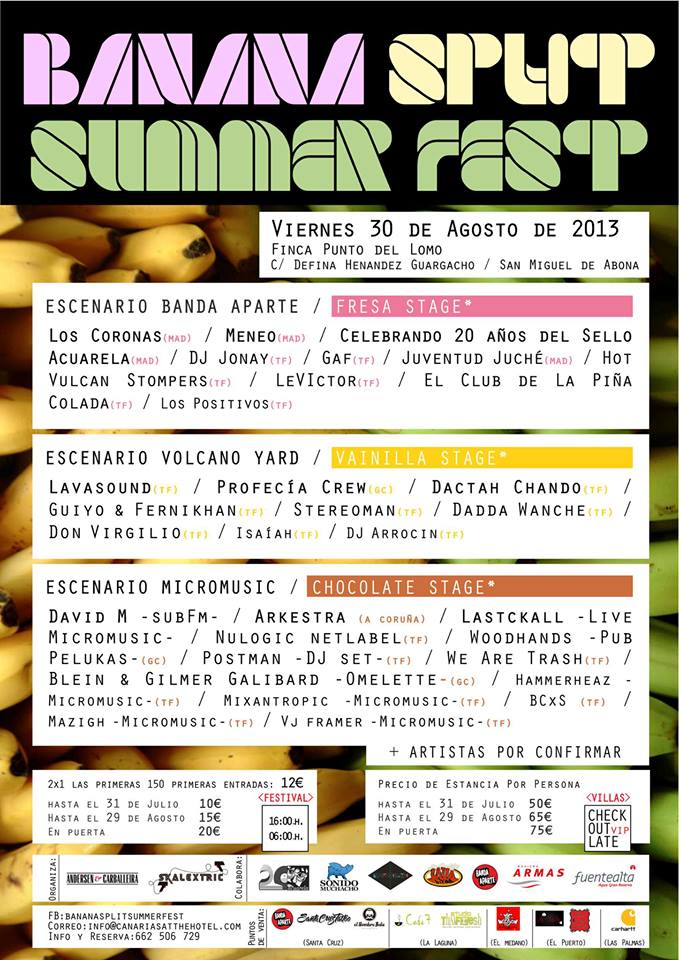 BANANA SPLIT
SUMMER FEST
Viernes 30 de Agosto de 2013
Finca Punto del Lomo
C/ Defina Henandez Guargacho / San Miguel de Abona
ESCENARIO BANDA APARTE / FRESA STAGE*
Los Coronas(MAD) / Meneo(MAD) / Celebrando 20 años del Sello
Acuarela(MAD) / DJ Jonay(TF) / Gaf(TF) / Juventud Juché(MAD) / Hot
Vulcan Stompers(TF) / LeVIctor(TF) / El Club de La Piña
Colada(TF) / Los Positivos(TF)
ESCENARIO VOLCANO YARD / VAINILLA STAGE*
Lavasound(TF) / Profecía Crew(GC) / Dactah Chando(TF) /
Guiyo & Fernikhan(TF) / Stereoman(TF) / Dadda Wanche(TF) /
Don Virgilio(TF) / Isaíah(TF) / DJ Arrocin(TF)
ESCENARIO MICROMUSIC / CHOCOLATE STAGE*
David M -subFm- / Arkestra (A CORUÑA) / Lastckall -Live
Micromusic- / Nulogic netlabel(TF) / Woodhands -Pub
Pelukas-(GC) / Postman -DJ set-(TF) / We Are Trash(TF) /
Blein & Gilmer Galibard -Omelette-(GC) / Hammerheaz -
Micromusic-(TF) / Mixantropic -Micromusic-(TF) / BCxS (TF) /
Mazigh -Micromusic-(TF) / Vj framer -Micromusic-(TF)
+ ARTISTAS POR CONFIRMAR
2x1 las primeras 150 primeras entradas: 12€
hasta el 31 de Julio 10€
hasta el 29 de Agosto 15€
En puerta 20€
<FESTIVAL>
16:00.H.
06:00.H.
Precio de Estancia Por Persona
hasta el 31 de Julio 50€
hasta el 29 de Agosto 65€
En puerta 75€
<VILLAS>
CHECK
OUT VIP
LATE
ORGANIZA:
ANDERSEN & CARBALLEIRA
SKALEXTRIC
COLABORA:
SONIDO
MUCHACHO
BANDA
APARTE
ARMAS
fuentealta
Agua Gran Reserva
FB:bananasplitsummerfest
Correo:info@canariasatthehotel.com
Info y Reserva:662 506 729
PUNTOS
DE VENTA:
BANDA
APARTE
(SANTA CRUZ)
Café 7
(LA LAGUNA)
(EL MEDANO)
(EL PUERTO)
carhartt
(LAS PALMAS)